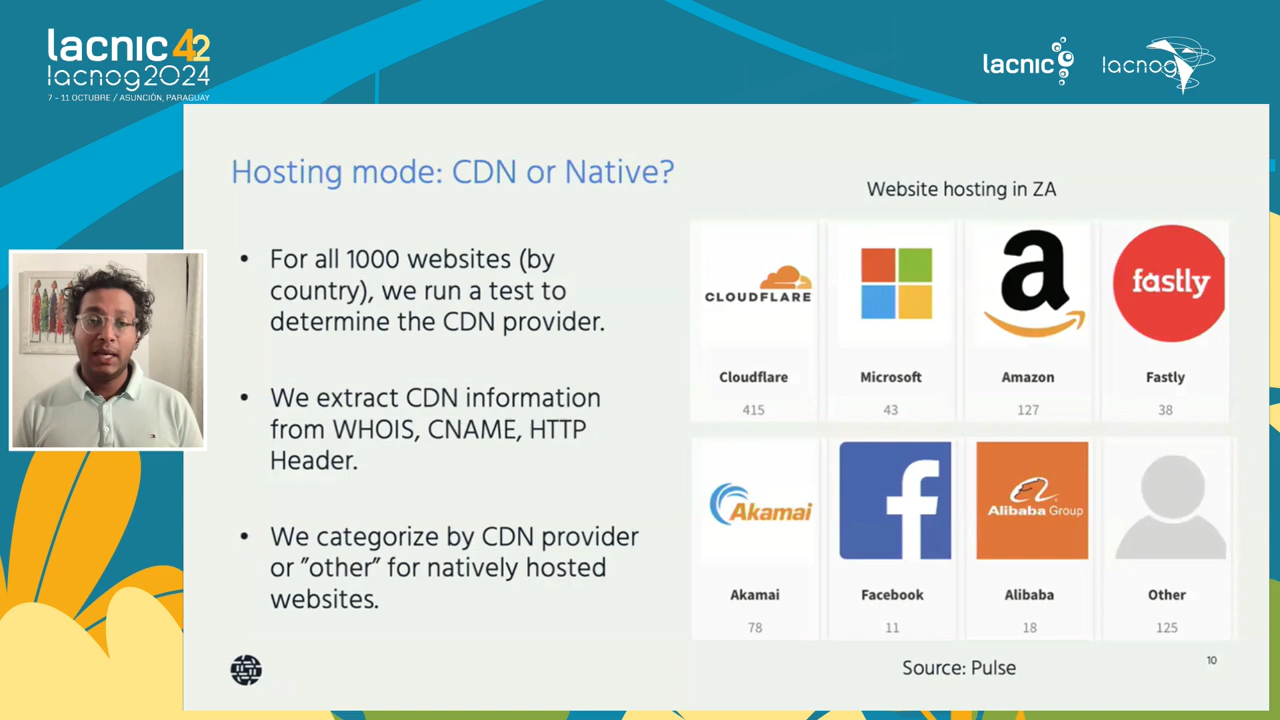 lacnic 42
lacnog2024
7 - 11 OCTUBRE / ASUNCIÓN, PARAGUAY
lacnic
lacnog
Hosting mode: CDN or Native?
• For all 1000 websites (by
country), we run a test to
determine the CDN provider.
• We extract CDN information
from WHOIS, CNAME, HTTP
Header.
• We categorize by CDN provider
or ”other” for natively hosted
websites.
Website hosting in ZA
CLOUDFLARE
a
fastly
Cloudflare
Microsoft
Amazon
Fastly
415
43
127
38
Akamai
f
Alibaba Group
Akamai
Facebook
Alibaba
Other
78
11
18
125
Source: Pulse
10